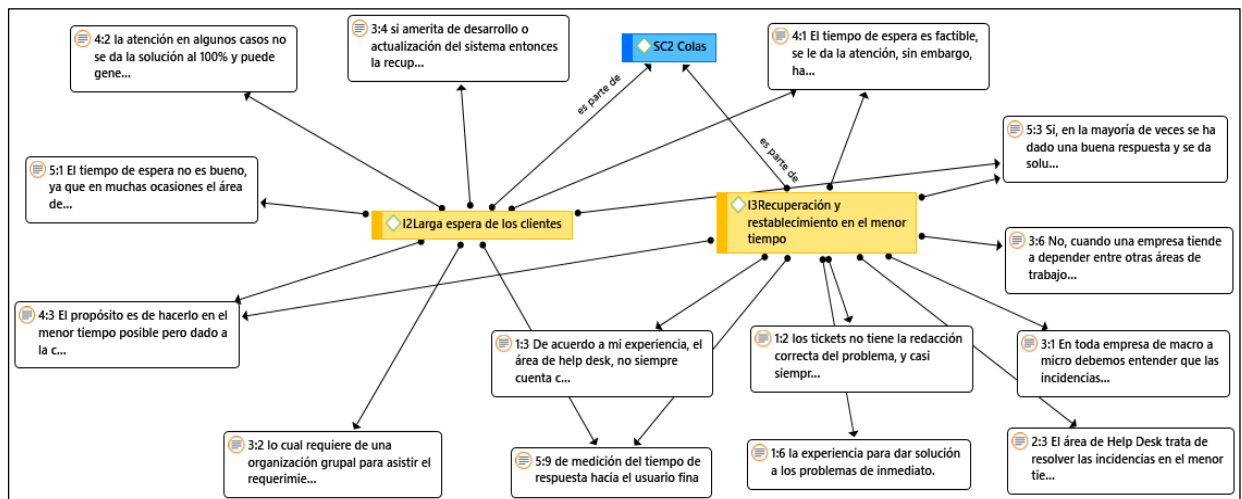 4:2 la atención en algunos casos no
se da la solución al 100% y puede
gene...
3:4 si amerita de desarrollo o
actualización del sistema entonces
la recup...
SC2 Colas
4:1 El tiempo de espera es factible,
se le da la atención, sin embargo,
ha...
es parte de
es parte de
5:3 Si, en la mayoría de veces se ha
dado una buena respuesta y se da
solu...
5:1 El tiempo de espera no es bueno,
ya que en muchas ocasiones el área
de...
I2Larga espera de los clientes
I3Recuperación y
restablecimiento en el menor
tiempo
3:6 No, cuando una empresa tiende
a depender entre otras áreas de
trabajo...
4:3 El propósito es de hacerlo en el
menor tiempo posible pero dado a
la c...
1:3 De acuerdo a mi experiencia, el
área de help desk, no siempre
cuenta c...
1:2 los tickets no tiene la redacción
correcta del problema, y casi
siempr...
3:1 En toda empresa de macro a
micro debemos entender que las
incidencias...
3:2 lo cual requiere de una
organización grupal para asistir el
requerimie...
5:9 de medición del tiempo de
respuesta hacia el usuario fina
1:6 la experiencia para dar solución
a los problemas de inmediato.
2:3 El área de Help Desk trata de
resolver las incidencias en el menor
tie...